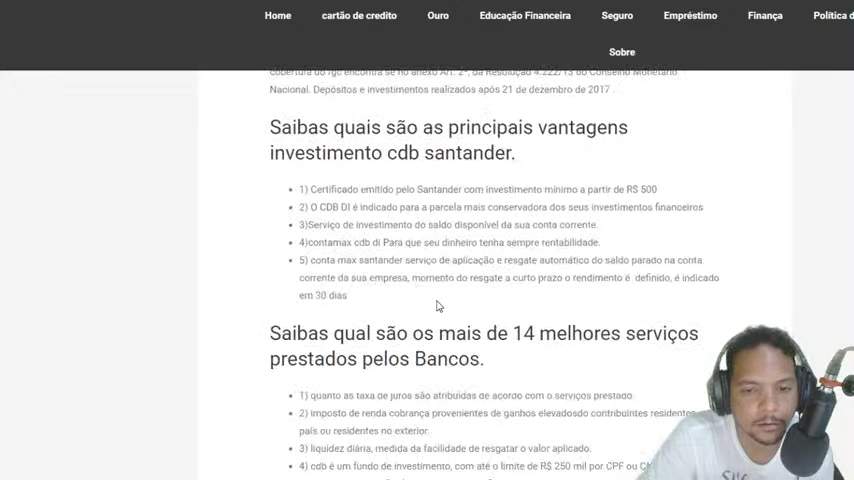 Home cartão de credito Ouro Educação Financeira Seguro Empréstimo Finança Política d
Sobre
cobertura do fgc encontra se no anexo Art. 2º, da Resolução 4.222/13 do Conselho Monetário
Nacional. Depósitos e investimentos realizados após 21 de dezembro de 2017 .
Saibas quais são as principais vantagens
investimento cdb santander.
1) Certificado emitido pelo Santander com investimento mínimo a partir de R$ 500
2) O CDB DI é indicado para a parcela mais conservadora dos seus investimentos financeiros
3)Serviço de investimento do saldo disponível da sua conta corrente.
4)contamax cdb di Para que seu dinheiro tenha sempre rentabilidade.
5) conta max santander serviço de aplicação e resgate automático do saldo parado na conta
corrente da sua empresa, momento do resgate a curto prazo o rendimento é definido, é indicado
em 30 dias
Saibas qual são os mais de 14 melhores serviços
prestados pelos Bancos.
1) quanto as taxa de juros são atribuidas de acordo com o serviços prestado.
2) imposto de renda cobrança provenientes de ganhos elevadosdo contribuintes residentes
país ou residentes no exterior.
3) liquidez diária, medida da facilidade de resgatar o valor aplicado.
4) cdb é um fundo de investimento, com até o limite de R$ 250 mil por CPF ou